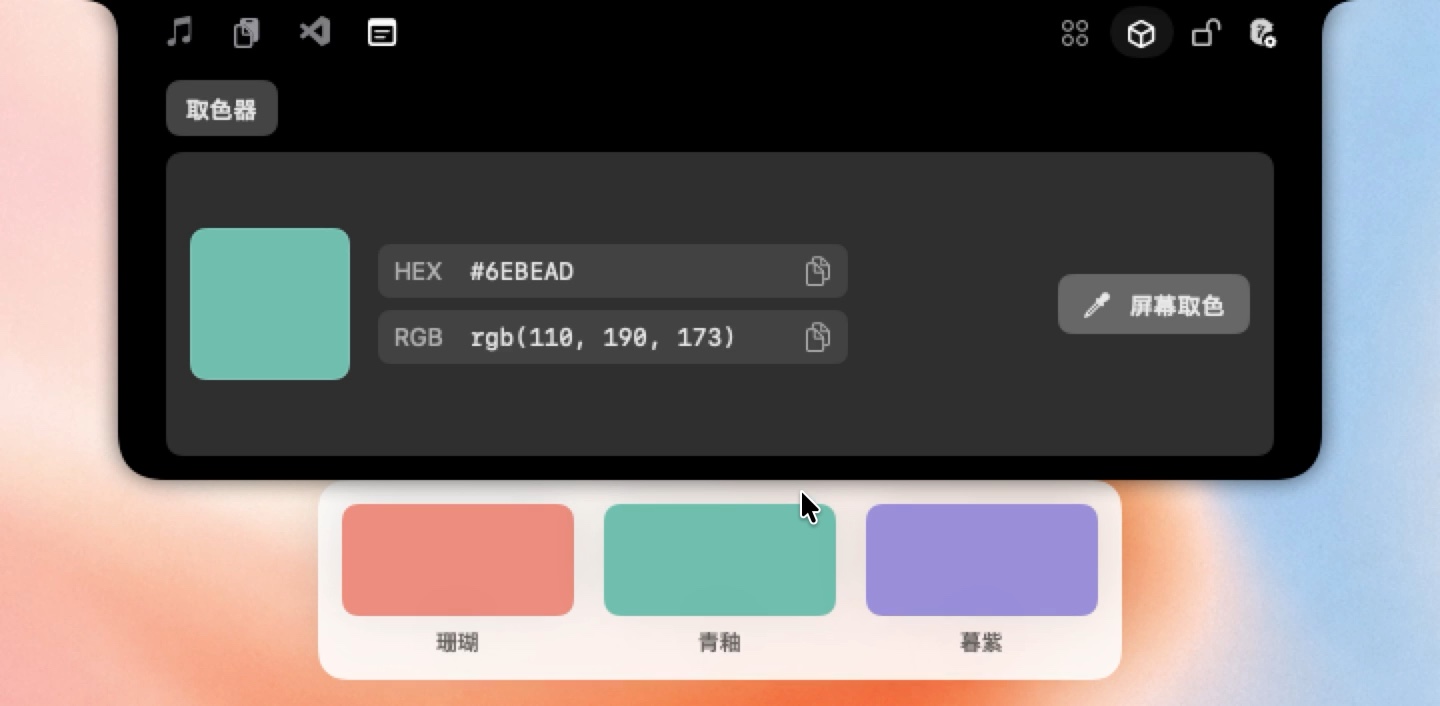 取色器
HEX #6EBEAD
RGB rgb(110, 190, 173)
屏幕取色
珊瑚
青釉
暮紫